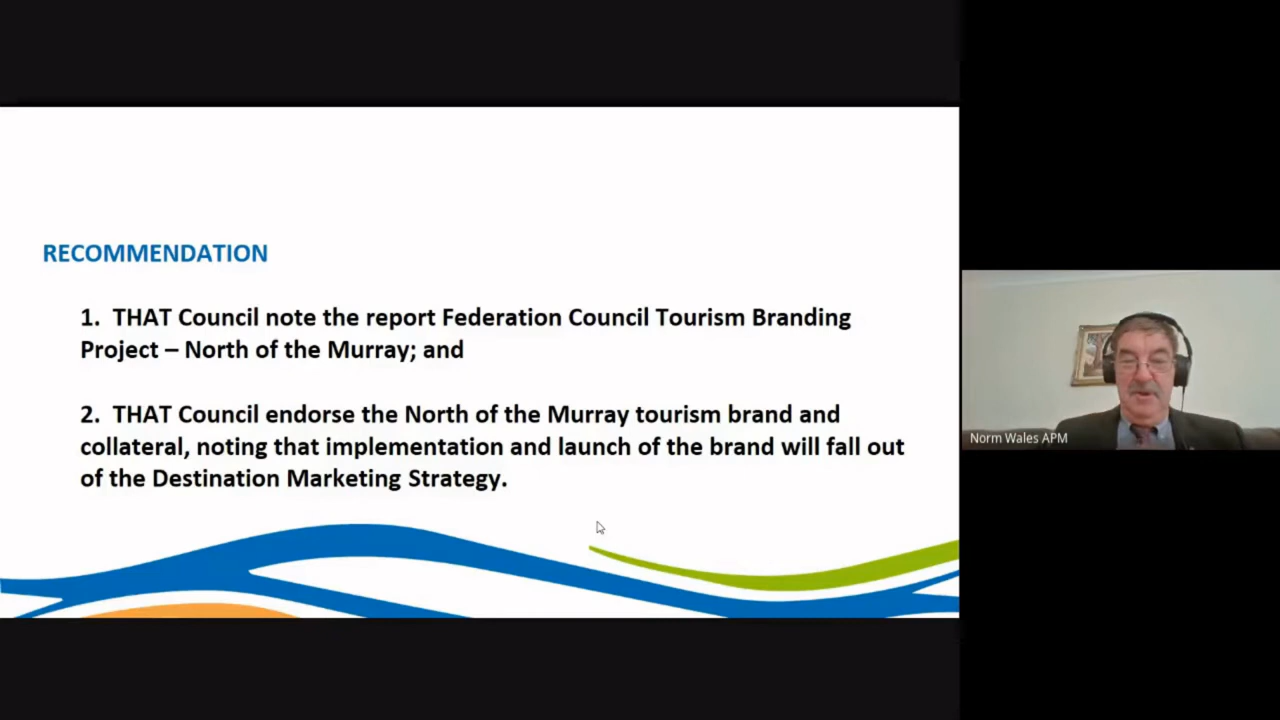 RECOMMENDATION
1. THAT Council note the report Federation Council Tourism Branding
Project – North of the Murray; and
2. THAT Council endorse the North of the Murray tourism brand and
collateral, noting that implementation and launch of the brand will fall out
of the Destination Marketing Strategy.
Norm Wales APM